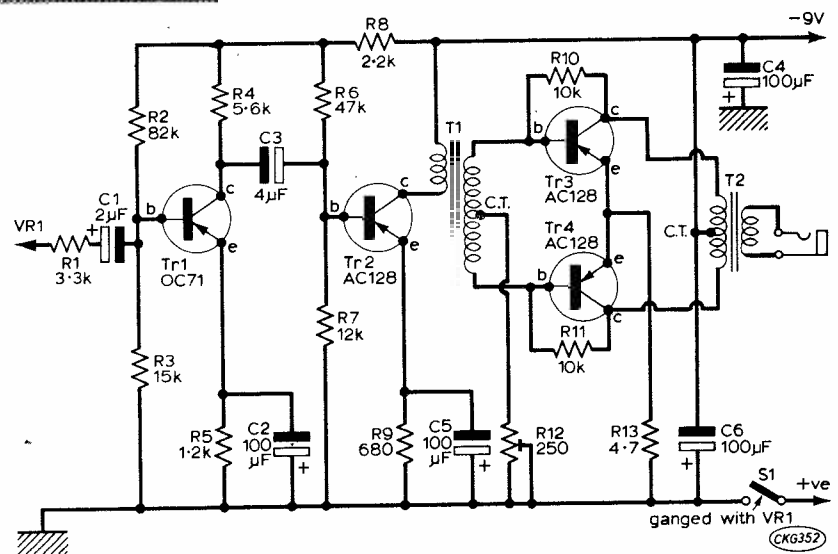 -9V
R8
2·2k
R10
10k
C4
100µF
+
R2
82k
R4
5·6k
R6
47k
C3
4µF
T1
b
c
e
Tr3
AC128
C1
2µF
+
VR1
R1
3·3k
b
c
e
Tr1
OC71
b
c
e
Tr2
AC128
C.T.
Tr4
AC128
b
e
c
T2
C.T.
R3
15k
R7
12k
R11
10k
R5
1·2k
C2
100
µF
+
R9
680
C5
100
µF
+
R12
250
R13
4·7
C6
100µF
+
S1
+ve
ganged with VR1
CKG352